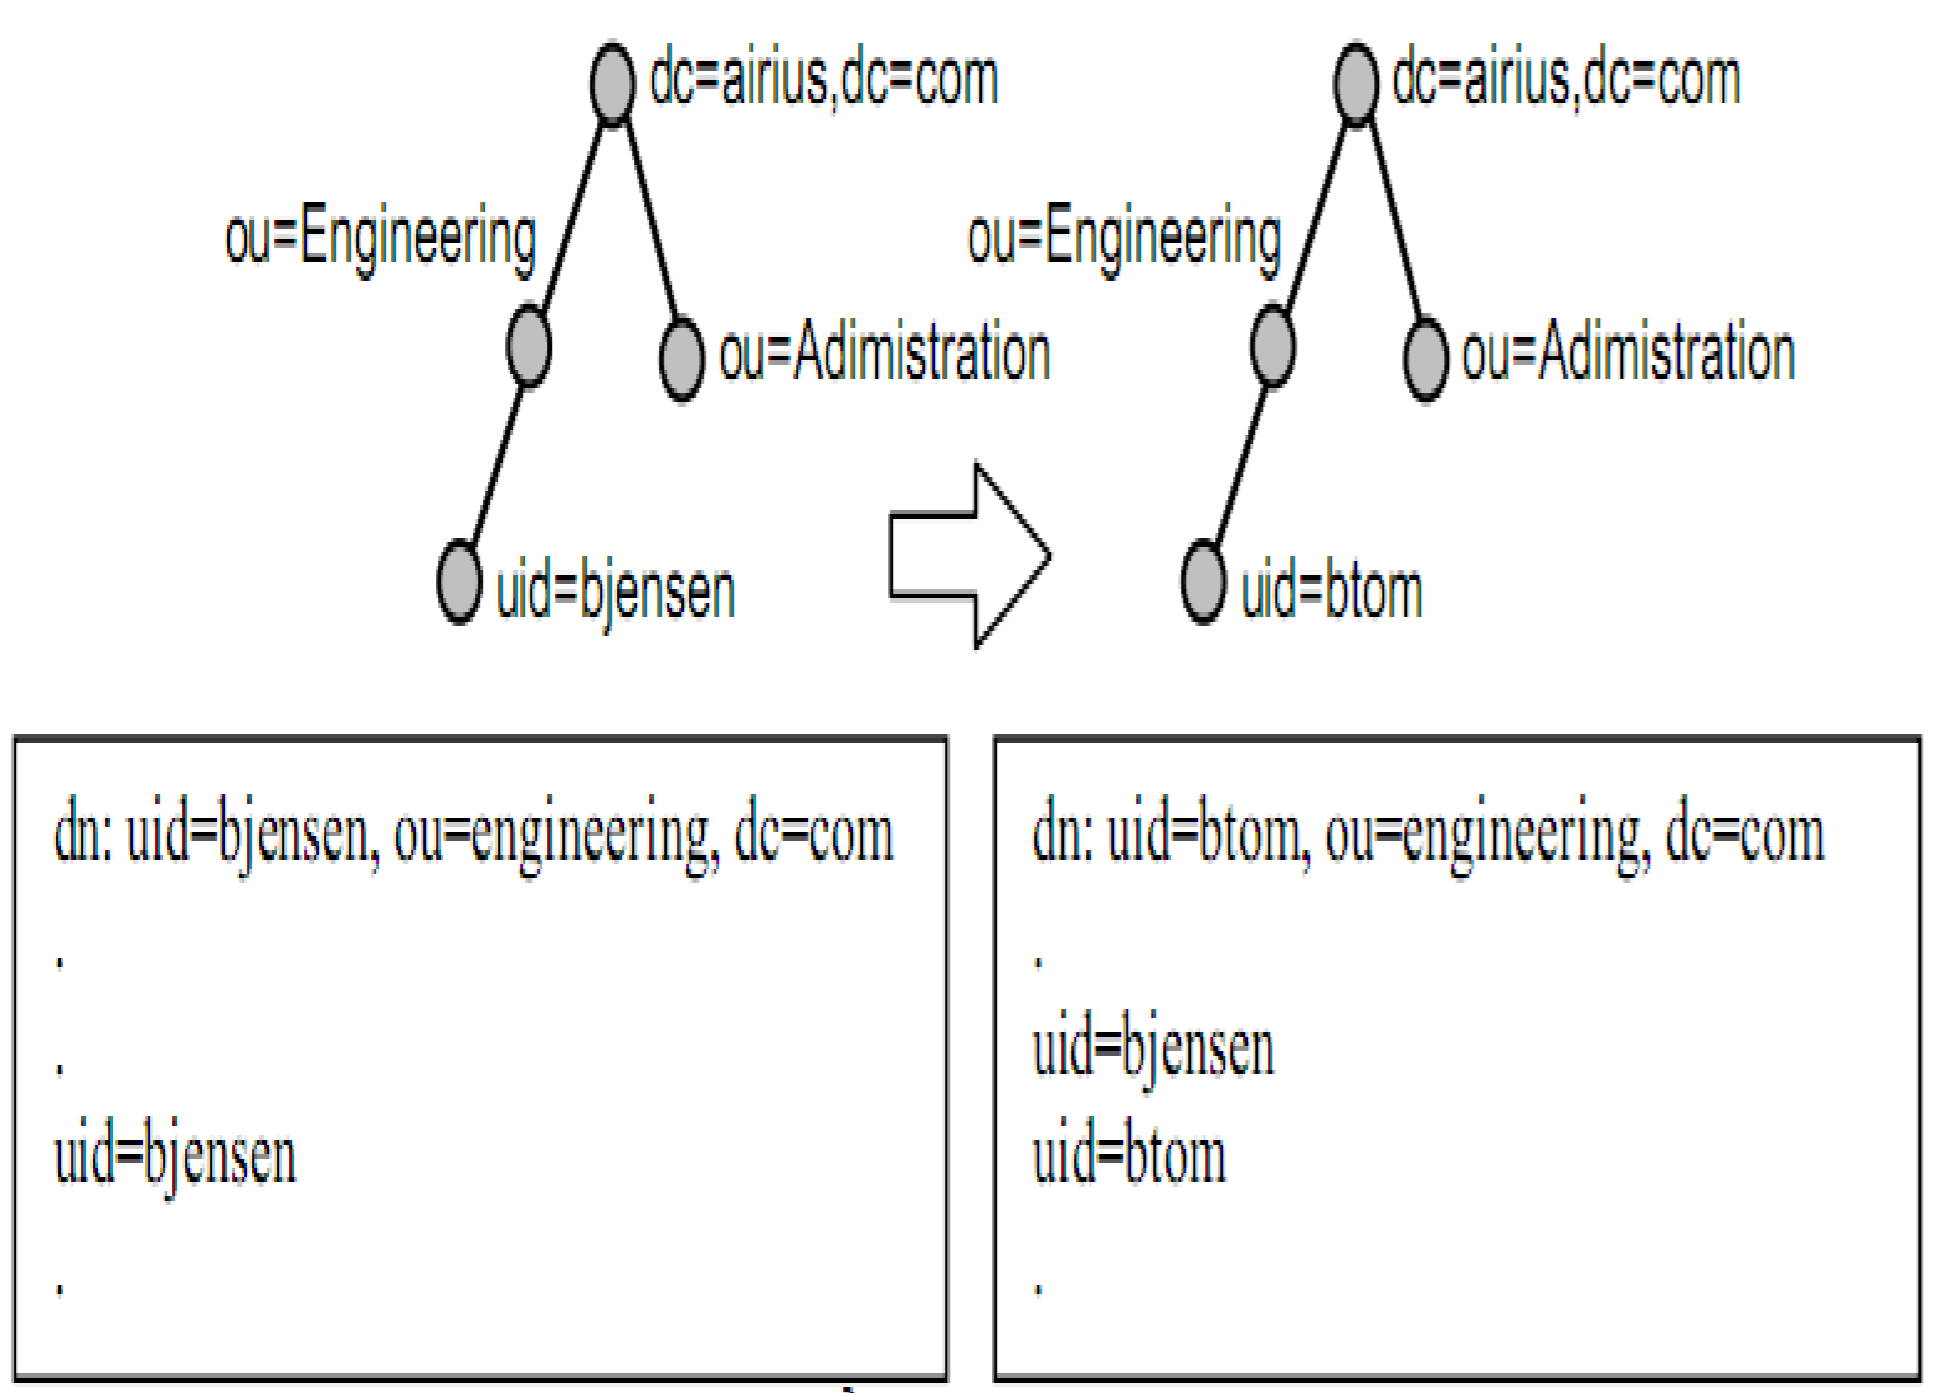 dc=airius,dc=com
ou=Engineering
ou=Adimistration
uid=bjensen
dc=airius,dc=com
ou=Engineering
ou=Adimistration
uid=btom
dn: uid=bjensen, ou=engineering, dc=com
.
.
uid=bjensen
.
dn: uid=btom, ou=engineering, dc=com
.
uid=bjensen
uid=btom
.